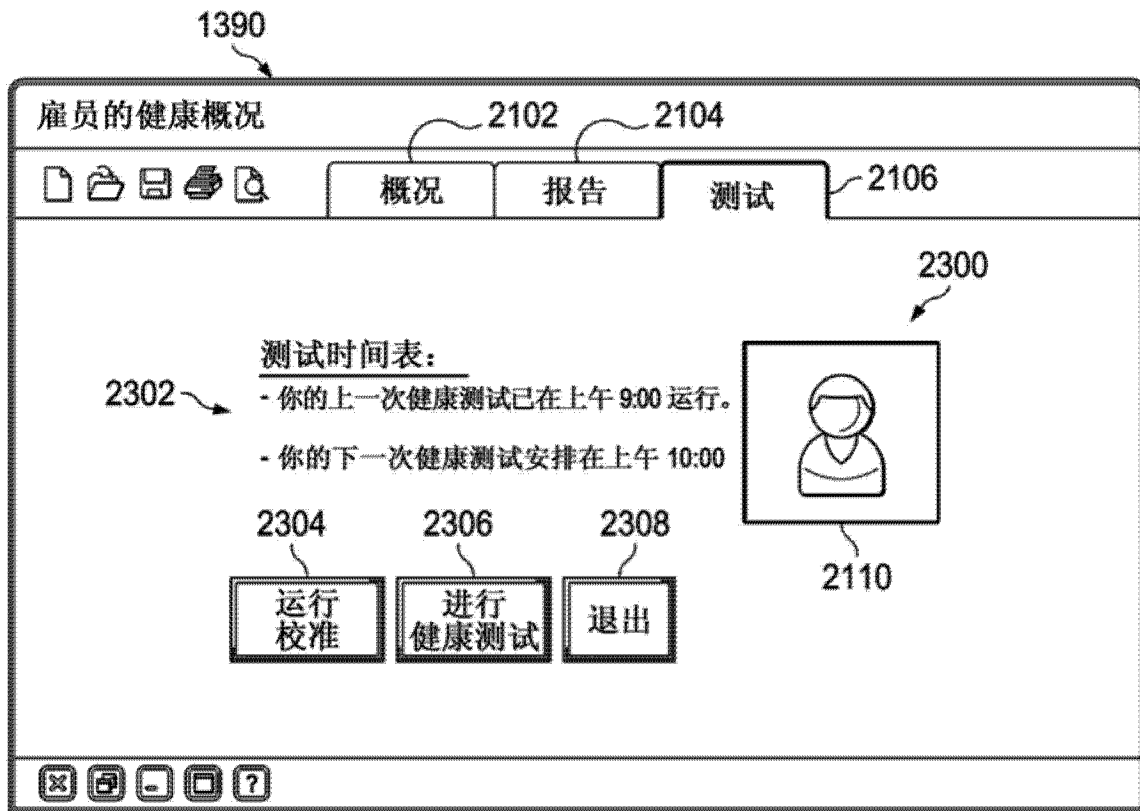 1390
雇员的健康概况
2102
2104
概况
报告
测试
2106
2300
测试时间表：
2302
- 你的上一次健康测试已在上午 9:00 运行。
- 你的下一次健康测试安排在上午 10:00
2110
2304
2306
2308
运行
校准
进行
健康测试
退出
?